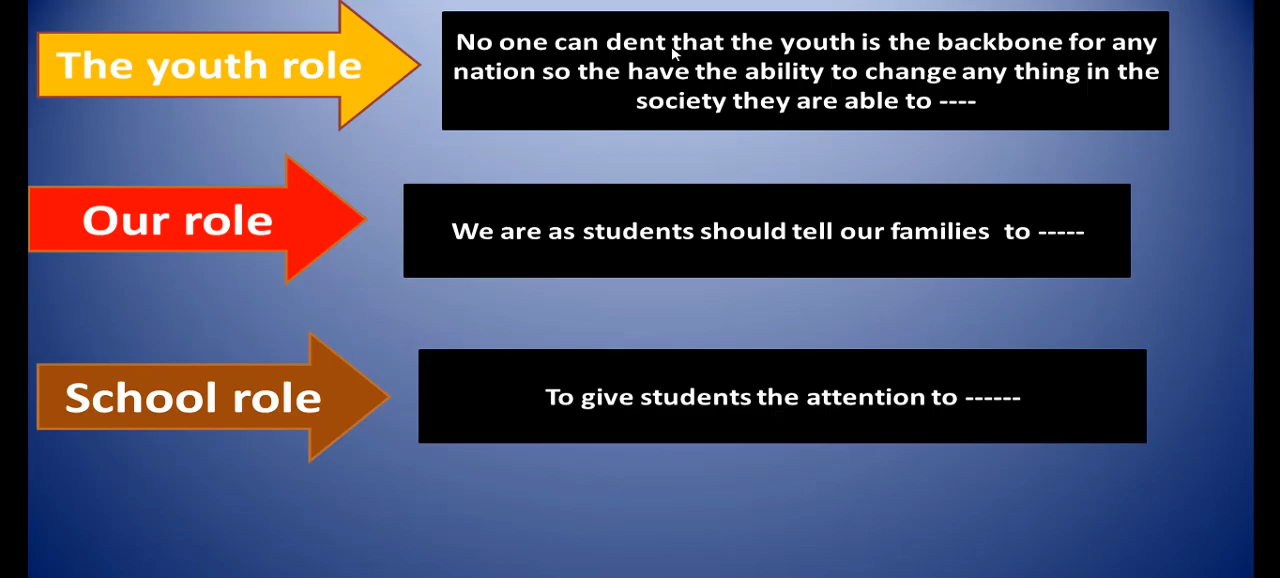 The youth role
No one can dent that the youth is the backbone for any
nation so the have the ability to change any thing in the
society they are able to ----
Our role
We are as students should tell our families to -----
School role
To give students the attention to ------